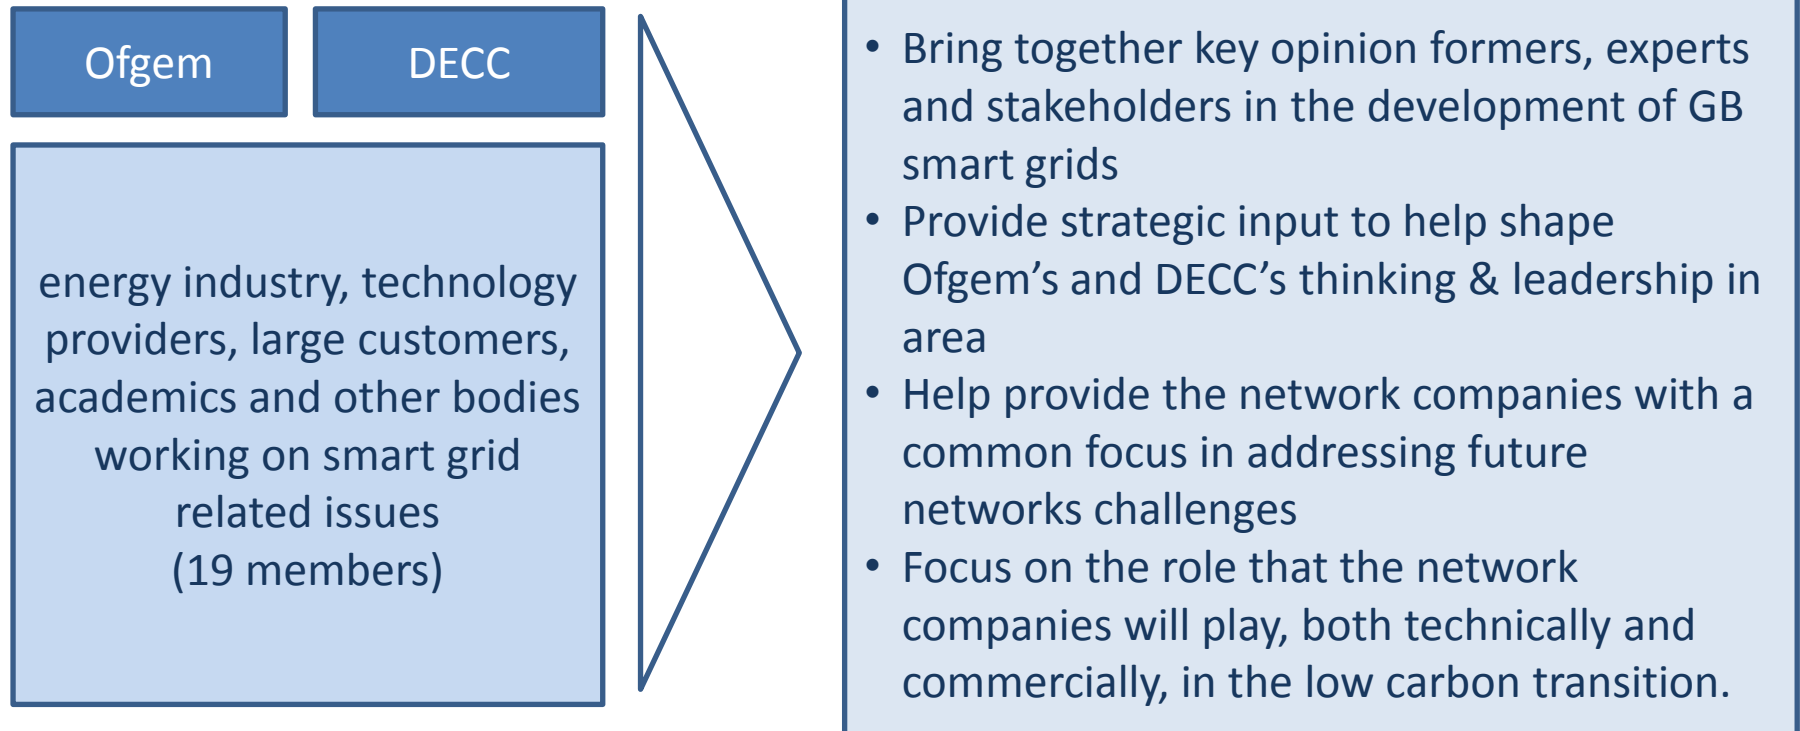 Ofgem
DECC
energy industry, technology
providers, large customers,
academics and other bodies
working on smart grid
related issues
(19 members)
• Bring together key opinion formers, experts
and stakeholders in the development of GB
smart grids
• Provide strategic input to help shape
Ofgem’s and DECC’s thinking & leadership in
area
• Help provide the network companies with a
common focus in addressing future
networks challenges
• Focus on the role that the network
companies will play, both technically and
commercially, in the low carbon transition.